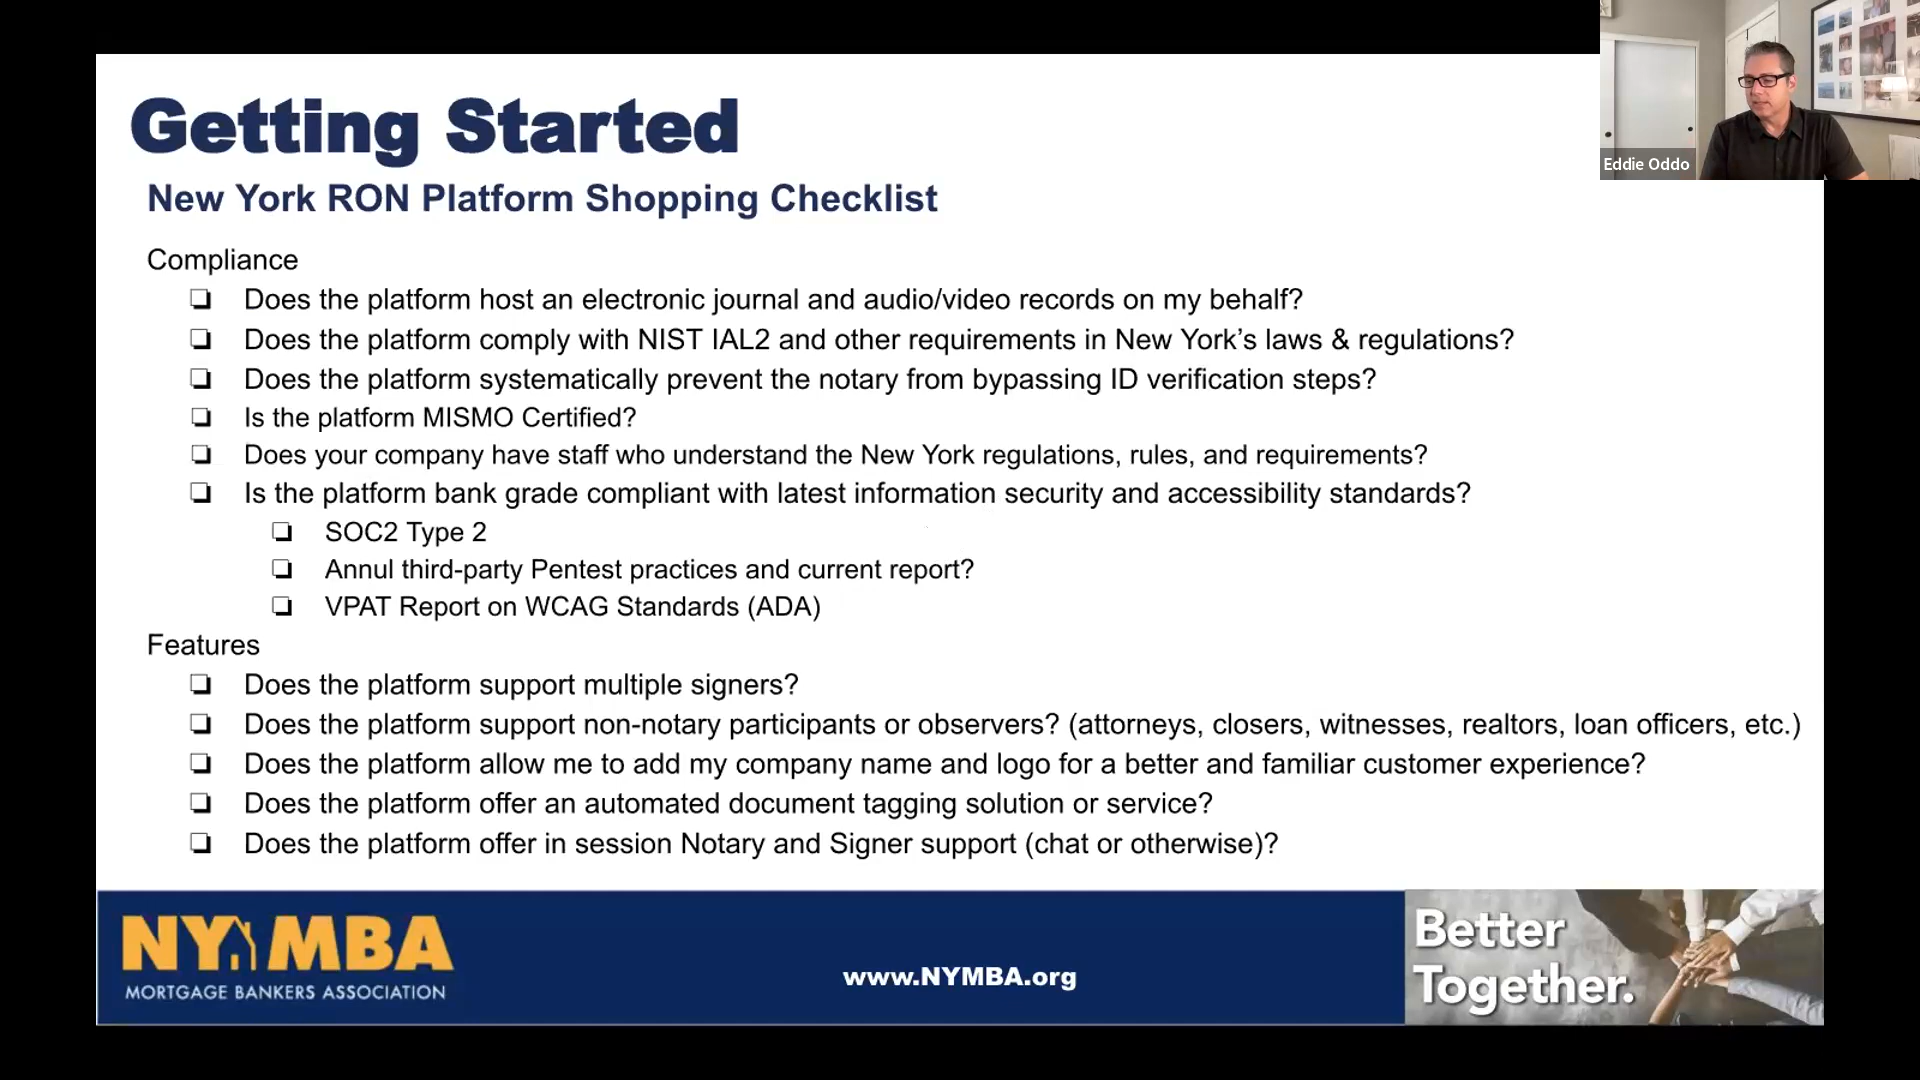 Getting Started
New York RON Platform Shopping Checklist
Compliance
Does the platform host an electronic journal and audio/video records on my behalf?
Does the platform comply with NIST IAL2 and other requirements in New York’s laws & regulations?
Does the platform systematically prevent the notary from bypassing ID verification steps?
Is the platform MISMO Certified?
Does your company have staff who understand the New York regulations, rules, and requirements?
Is the platform bank grade compliant with latest information security and accessibility standards?
SOC2 Type 2
Annul third-party Pentest practices and current report?
VPAT Report on WCAG Standards (ADA)
Features
Does the platform support multiple signers?
Does the platform support non-notary participants or observers? (attorneys, closers, witnesses, realtors, loan officers, etc.)
Does the platform allow me to add my company name and logo for a better and familiar customer experience?
Does the platform offer an automated document tagging solution or service?
Does the platform offer in session Notary and Signer support (chat or otherwise)?
NYMBA
MORTGAGE BANKERS ASSOCIATION
www.NYMBA.org
Better
Together.
Eddie Oddo